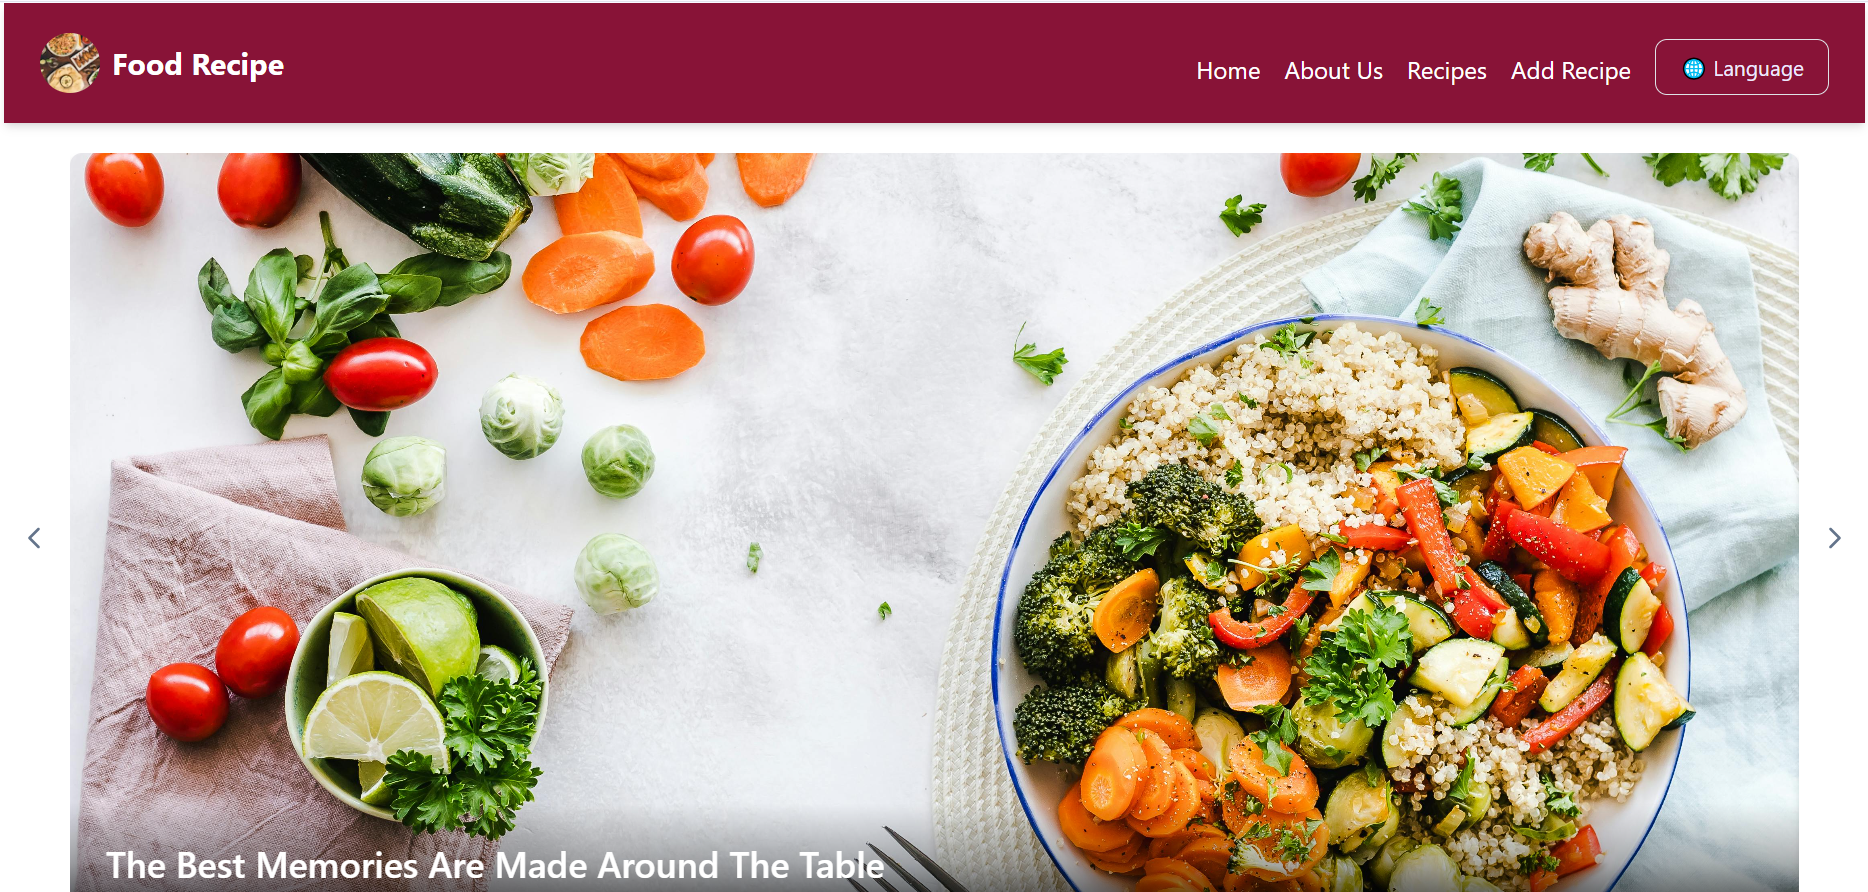 Food Recipe
Home About Us Recipes Add Recipe 🌐 Language
The Best Memories Are Made Around The Table